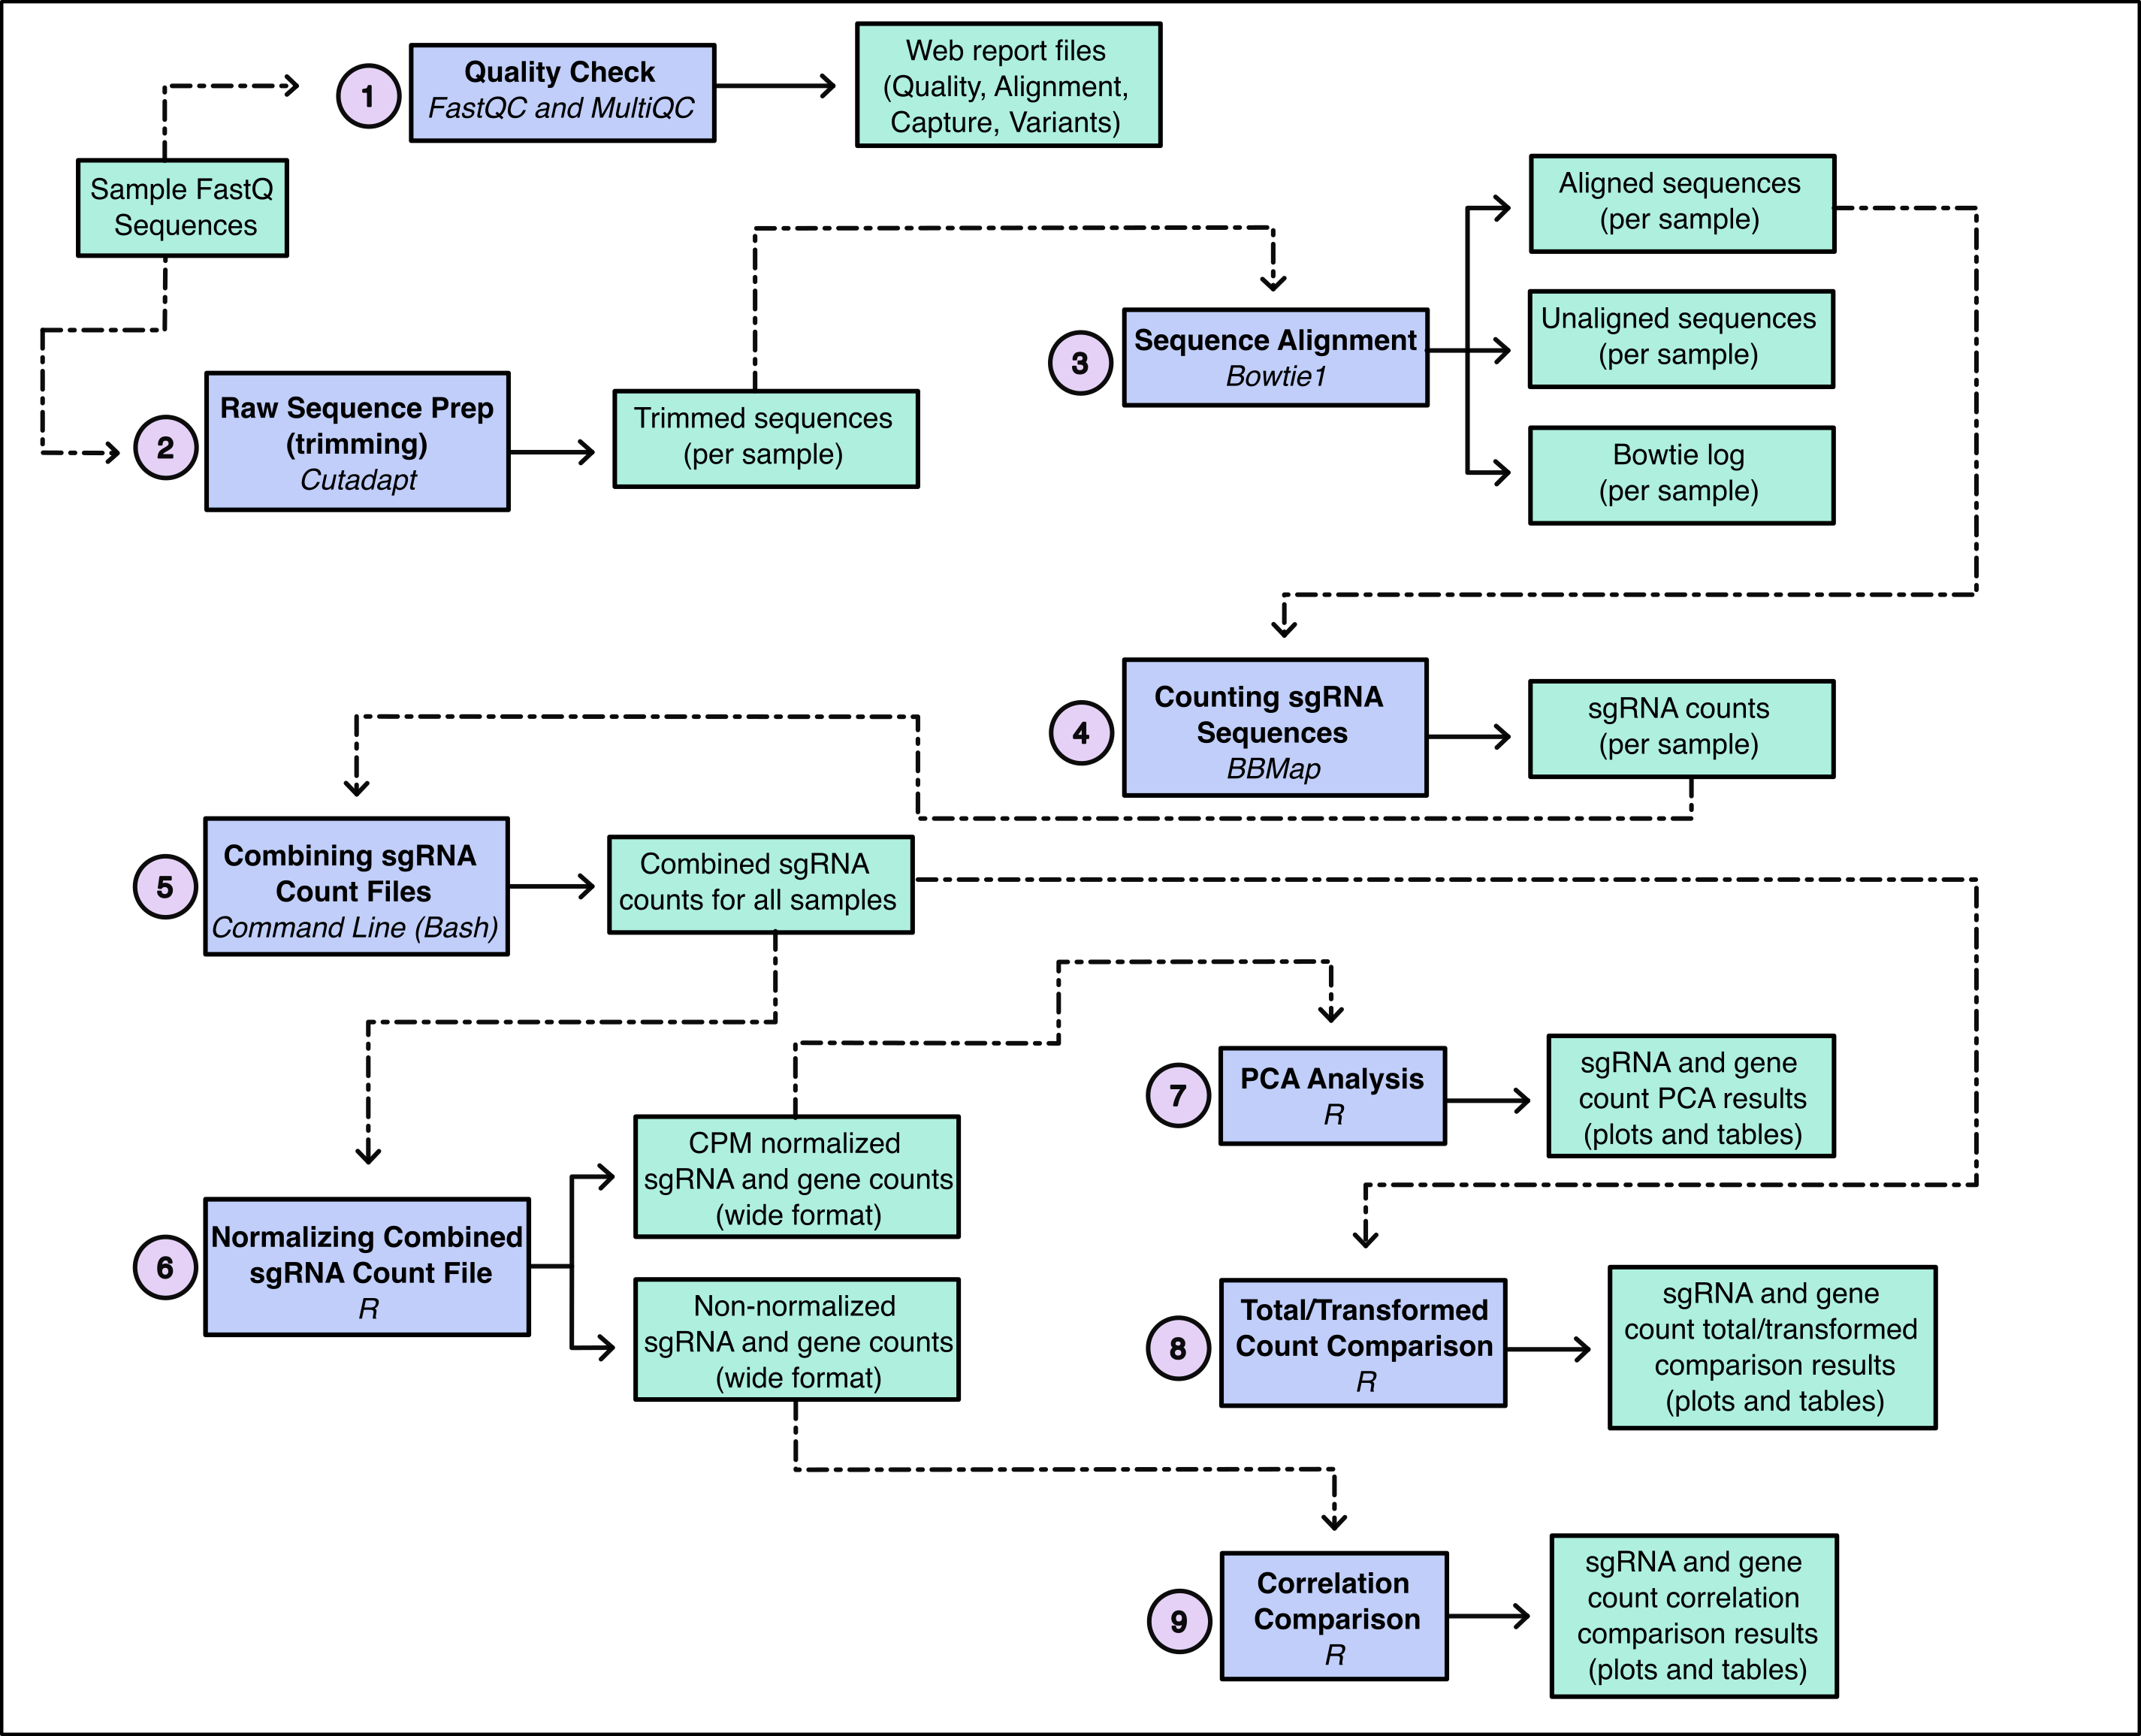 1
Quality Check
FastQC and MultiQC
Web report files
(Quality, Alignment,
Capture, Variants)
Sample FastQ
Sequences
2
Raw Sequence Prep
(trimming)
Cutadapt
Trimmed sequences
(per sample)
3
Sequence Alignment
Bowtie1
Aligned sequences
(per sample)
Unaligned sequences
(per sample)
Bowtie log
(per sample)
4
Counting sgRNA
Sequences
BBMap
sgRNA counts
(per sample)
5
Combining sgRNA
Count Files
Command Line (Bash)
Combined sgRNA
counts for all samples
6
Normalizing Combined
sgRNA Count File
R
CPM normalized
sgRNA and gene counts
(wide format)
Non-normalized
sgRNA and gene counts
(wide format)
7
PCA Analysis
R
sgRNA and gene
count PCA results
(plots and tables)
8
Total/Transformed
Count Comparison
R
sgRNA and gene
count total/transformed
comparison results
(plots and tables)
9
Correlation
Comparison
R
sgRNA and gene
count correlation
comparison results
(plots and tables)